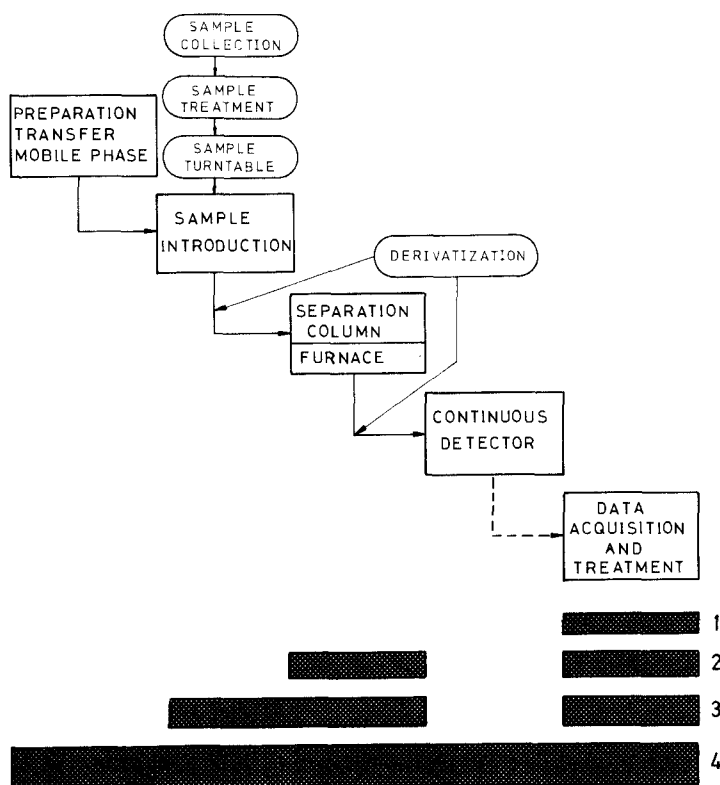 SAMPLE
COLLECTION
SAMPLE
TREATMENT
PREPARATION
TRANSFER
MOBILE PHASE
SAMPLE
TURNTABLE
SAMPLE
INTRODUCTION
DERIVATIZATION
SEPARATION
COLUMN
FURNACE
CONTINUOUS
DETECTOR
DATA
ACQUISITION
AND
TREATMENT
1
2
3
4